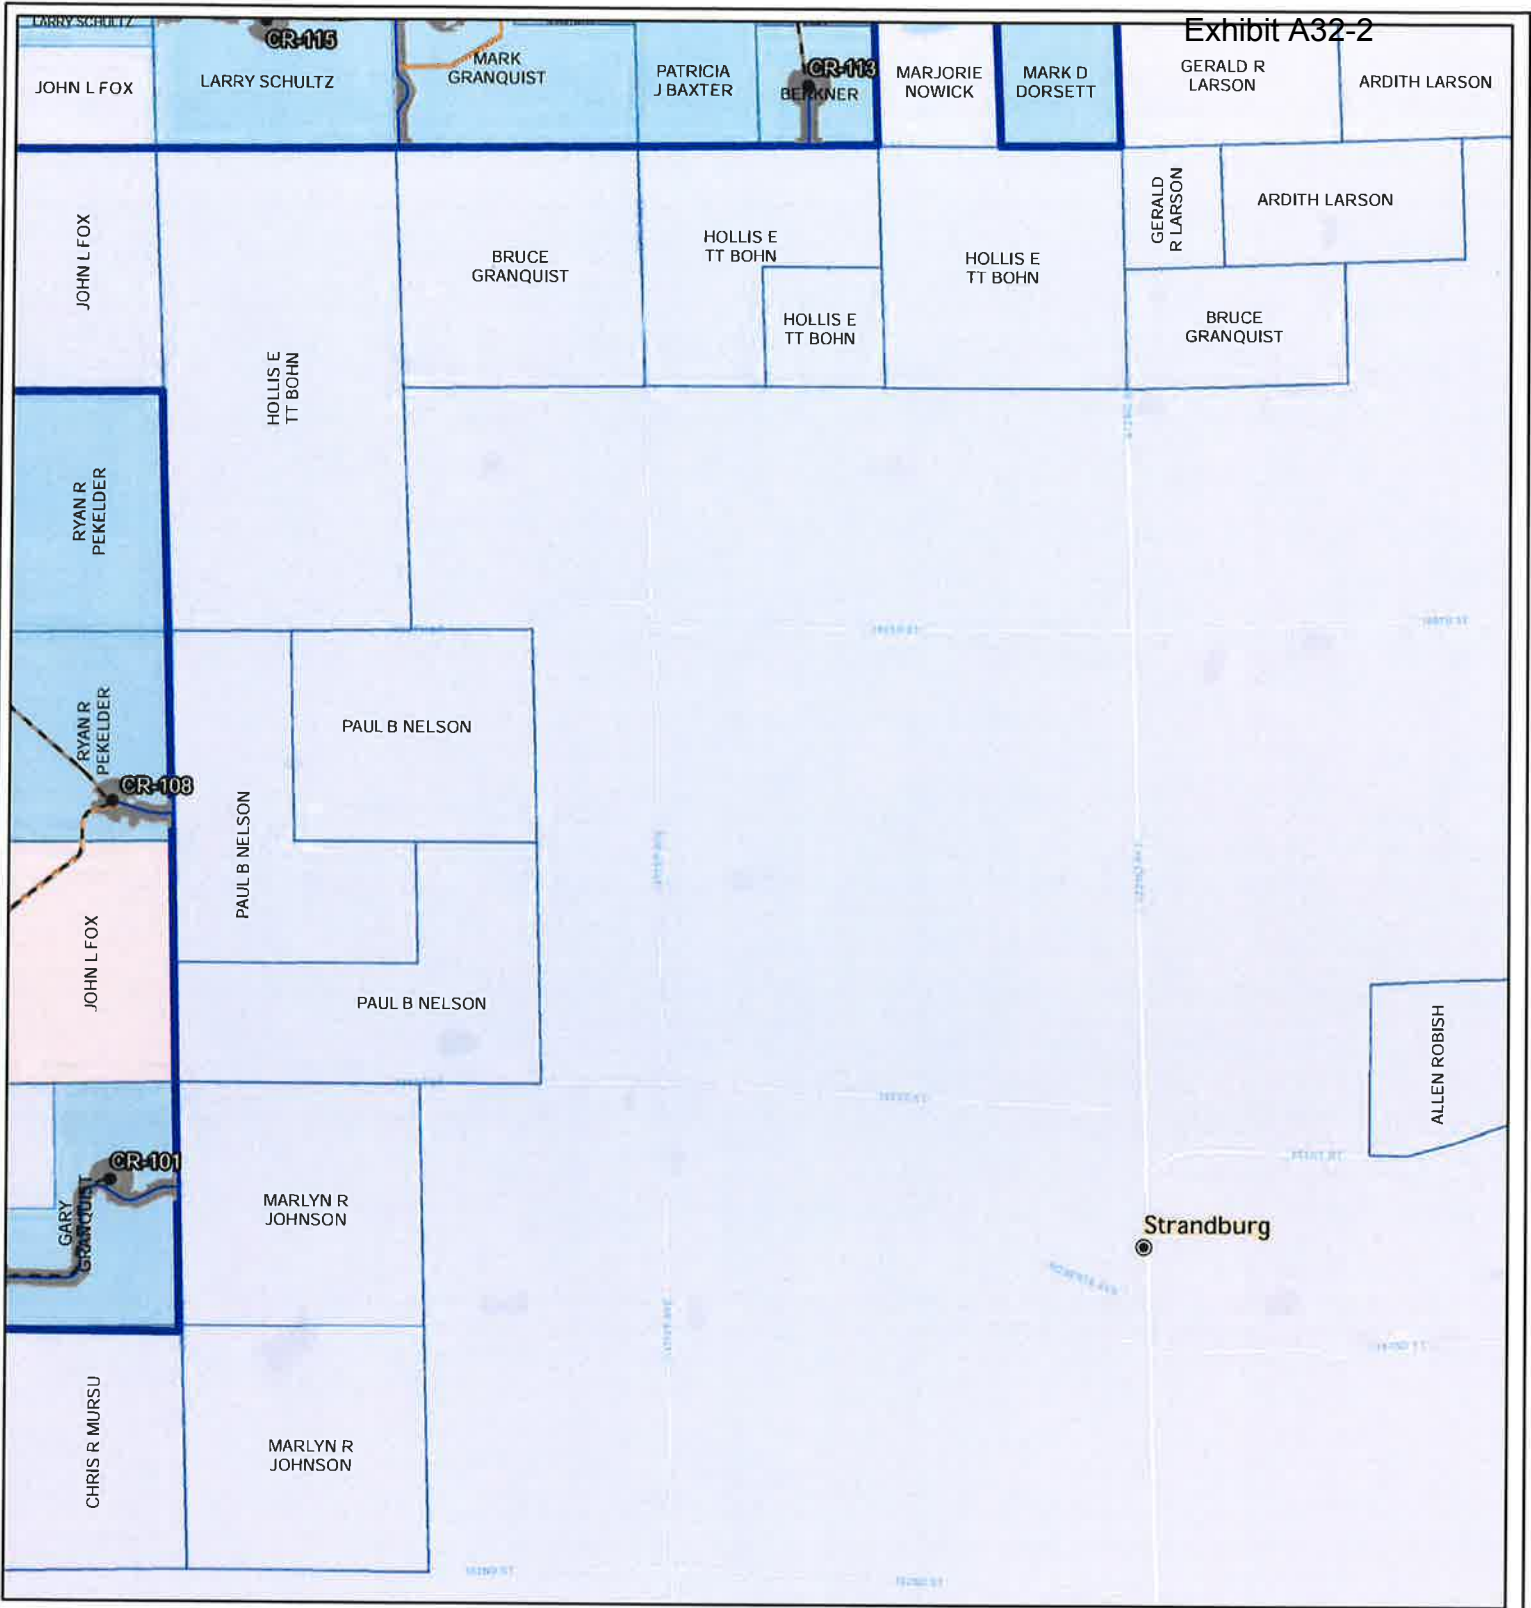 Exhibit A32-2
LARRY SCHULTZ
CR-115
JOHN L FOX
LARRY SCHULTZ
MARK
GRANQUIST
PATRICIA
J BAXTER
CR-113
BERKNER
MARJORIE
NOWICK
MARK D
DORSETT
GERALD R
LARSON
ARDITH LARSON
JOHN L FOX
HOLLIS E
TT BOHN
BRUCE
GRANQUIST
HOLLIS E
TT BOHN
HOLLIS E
TT BOHN
HOLLIS E
TT BOHN
GERALD
R LARSON
ARDITH LARSON
BRUCE
GRANQUIST
RYAN R
PEKELDER
RYAN R
PEKELDER
CR-108
PAUL B NELSON
PAUL B NELSON
PAUL B NELSON
JOHN L FOX
ALLEN ROBISH
CR-101
GARY
GRANQUIST
MARLYN R
JOHNSON
Strandburg
CHRIS R MURSU
MARLYN R
JOHNSON